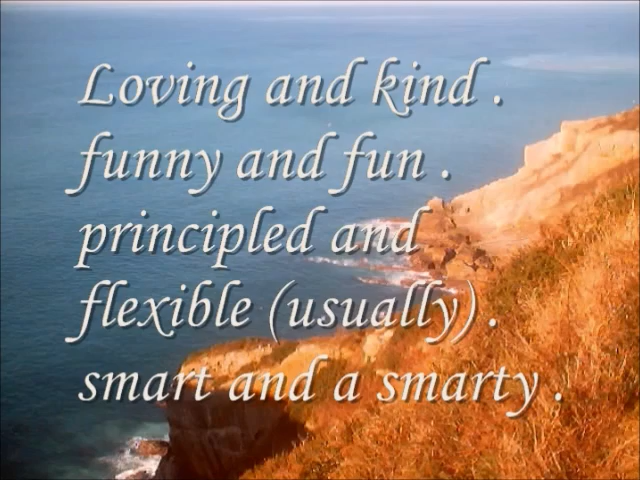 Loving and kind .
funny and fun .
principled and
flexible (usually) .
smart and a smarty .